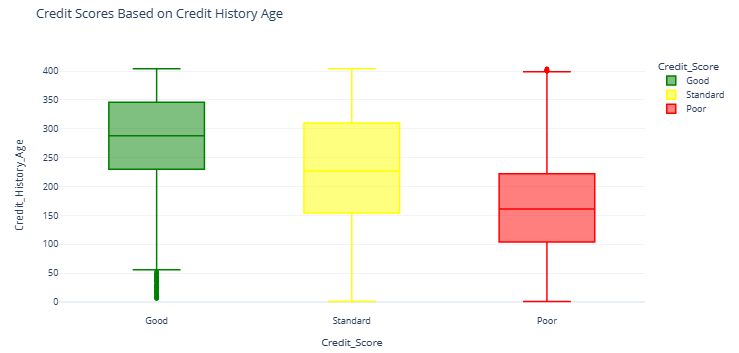 Credit Scores Based on Credit History Age
Credit_History_Age
400
350
300
250
200
150
100
50
0
Good
Standard
Poor
Credit_Score
Credit_Score
Good
Standard
Poor